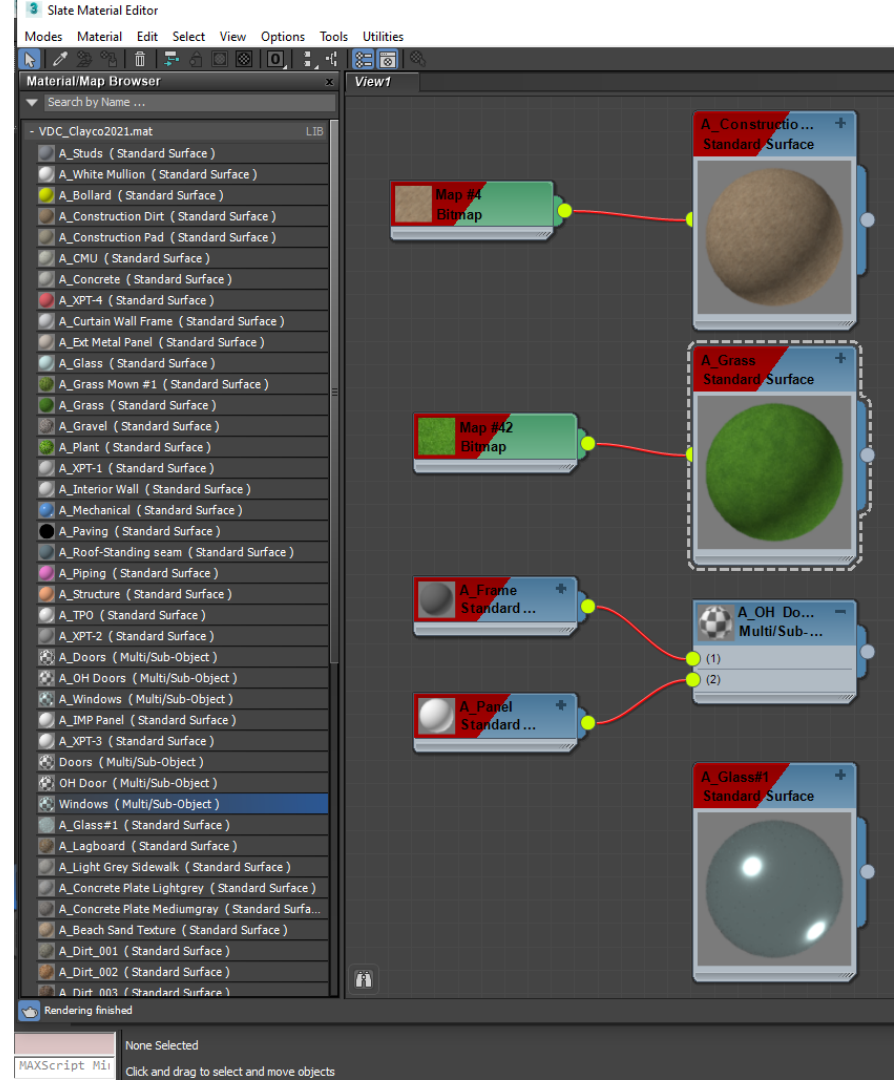 Slate Material Editor
Modes Material Edit Select View Options Tools Utilities
Material/Map Browser x
Search by Name ...
- VDC_Clayco2021.mat LIB
A_Studs ( Standard Surface )
A_White Mullion ( Standard Surface )
A_Bollard ( Standard Surface )
A_Construction Dirt ( Standard Surface )
A_Construction Pad ( Standard Surface )
A_CMU ( Standard Surface )
A_Concrete ( Standard Surface )
A_XPT-4 ( Standard Surface )
A_Curtain Wall Frame ( Standard Surface )
A_Ext Metal Panel ( Standard Surface )
A_Glass ( Standard Surface )
A_Grass Mown #1 ( Standard Surface )
A_Grass ( Standard Surface )
A_Gravel ( Standard Surface )
A_Plant ( Standard Surface )
A_XPT-1 ( Standard Surface )
A_Interior Wall ( Standard Surface )
A_Mechanical ( Standard Surface )
A_Paving ( Standard Surface )
A_Roof-Standing seam ( Standard Surface )
A_Piping ( Standard Surface )
A_Structure ( Standard Surface )
A_TPO ( Standard Surface )
A_XPT-2 ( Standard Surface )
A_Doors ( Multi/Sub-Object )
A_OH Doors ( Multi/Sub-Object )
A_Windows ( Multi/Sub-Object )
A_IMP Panel ( Standard Surface )
A_XPT-3 ( Standard Surface )
Doors ( Multi/Sub-Object )
OH Door ( Multi/Sub-Object )
Windows ( Multi/Sub-Object )
A_Glass#1 ( Standard Surface )
A_Lagboard ( Standard Surface )
A_Light Grey Sidewalk ( Standard Surface )
A_Concrete Plate Lightgrey ( Standard Surface )
A_Concrete Plate Mediumgray ( Standard Surfa...
A_Beach Sand Texture ( Standard Surface )
A_Dirt_001 ( Standard Surface )
A_Dirt_002 ( Standard Surface )
A_Dirt_003 ( Standard Surface )
View1
A_Constructio... +
Standard Surface
Map #4
Bitmap
A_Grass +
Standard Surface
Map #42
Bitmap
A_Frame +
Standard ...
A_OH Do... −
Multi/Sub-...
(1)
(2)
A_Panel +
Standard ...
A_Glass#1 +
Standard Surface
Rendering finished
None Selected
MAXScript Mi
Click and drag to select and move objects